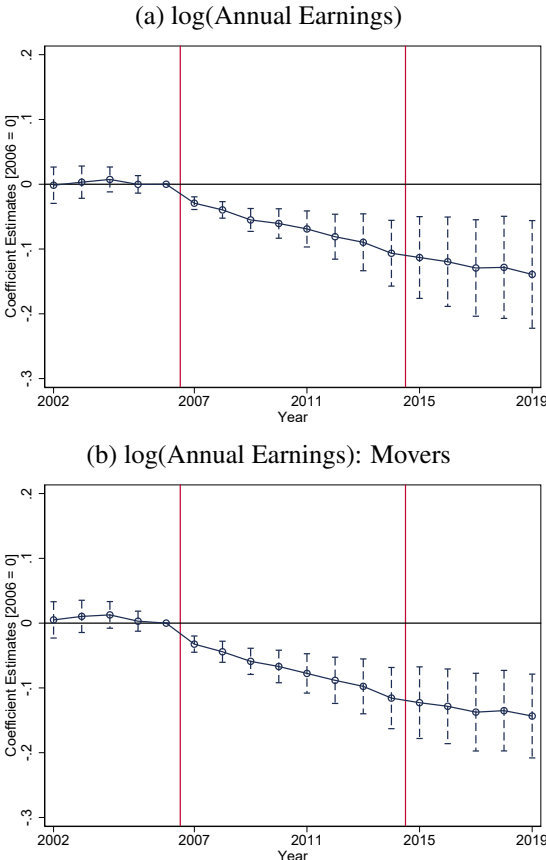 (a) log(Annual Earnings)
Coefficient Estimates [2006 = 0]
.2
.1
0
-.1
-.2
-.3
2002 2007 2011 2015 2019
Year
(b) log(Annual Earnings): Movers
Coefficient Estimates [2006 = 0]
.2
.1
0
-.1
-.2
-.3
2002 2007 2011 2015 2019
Year